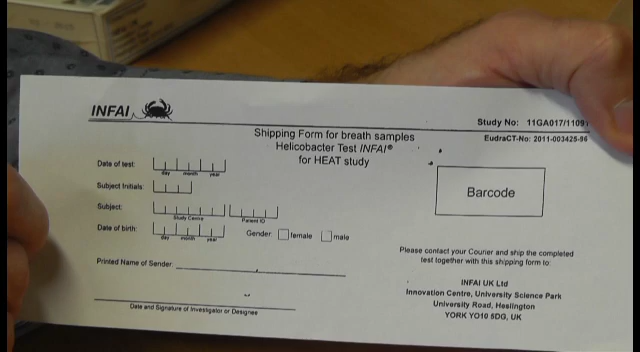 INFAI
Study No: 11GA017/1109
EudraCT-No: 2011-003425-96
Shipping Form for breath samples
Helicobacter Test INFAI®
for HEAT study
Barcode
Date of test:
day month year
Subject Initials:
Subject:
Study Centre Patient ID
Date of birth:
day month year
Gender: female male
Printed Name of Sender:
Date and Signature of Investigator or Designee
Please contact your Courier and ship the completed
test together with this shipping form to:
INFAI UK Ltd
Innovation Centre, University Science Park
University Road, Heslington
YORK YO10 5DG, UK